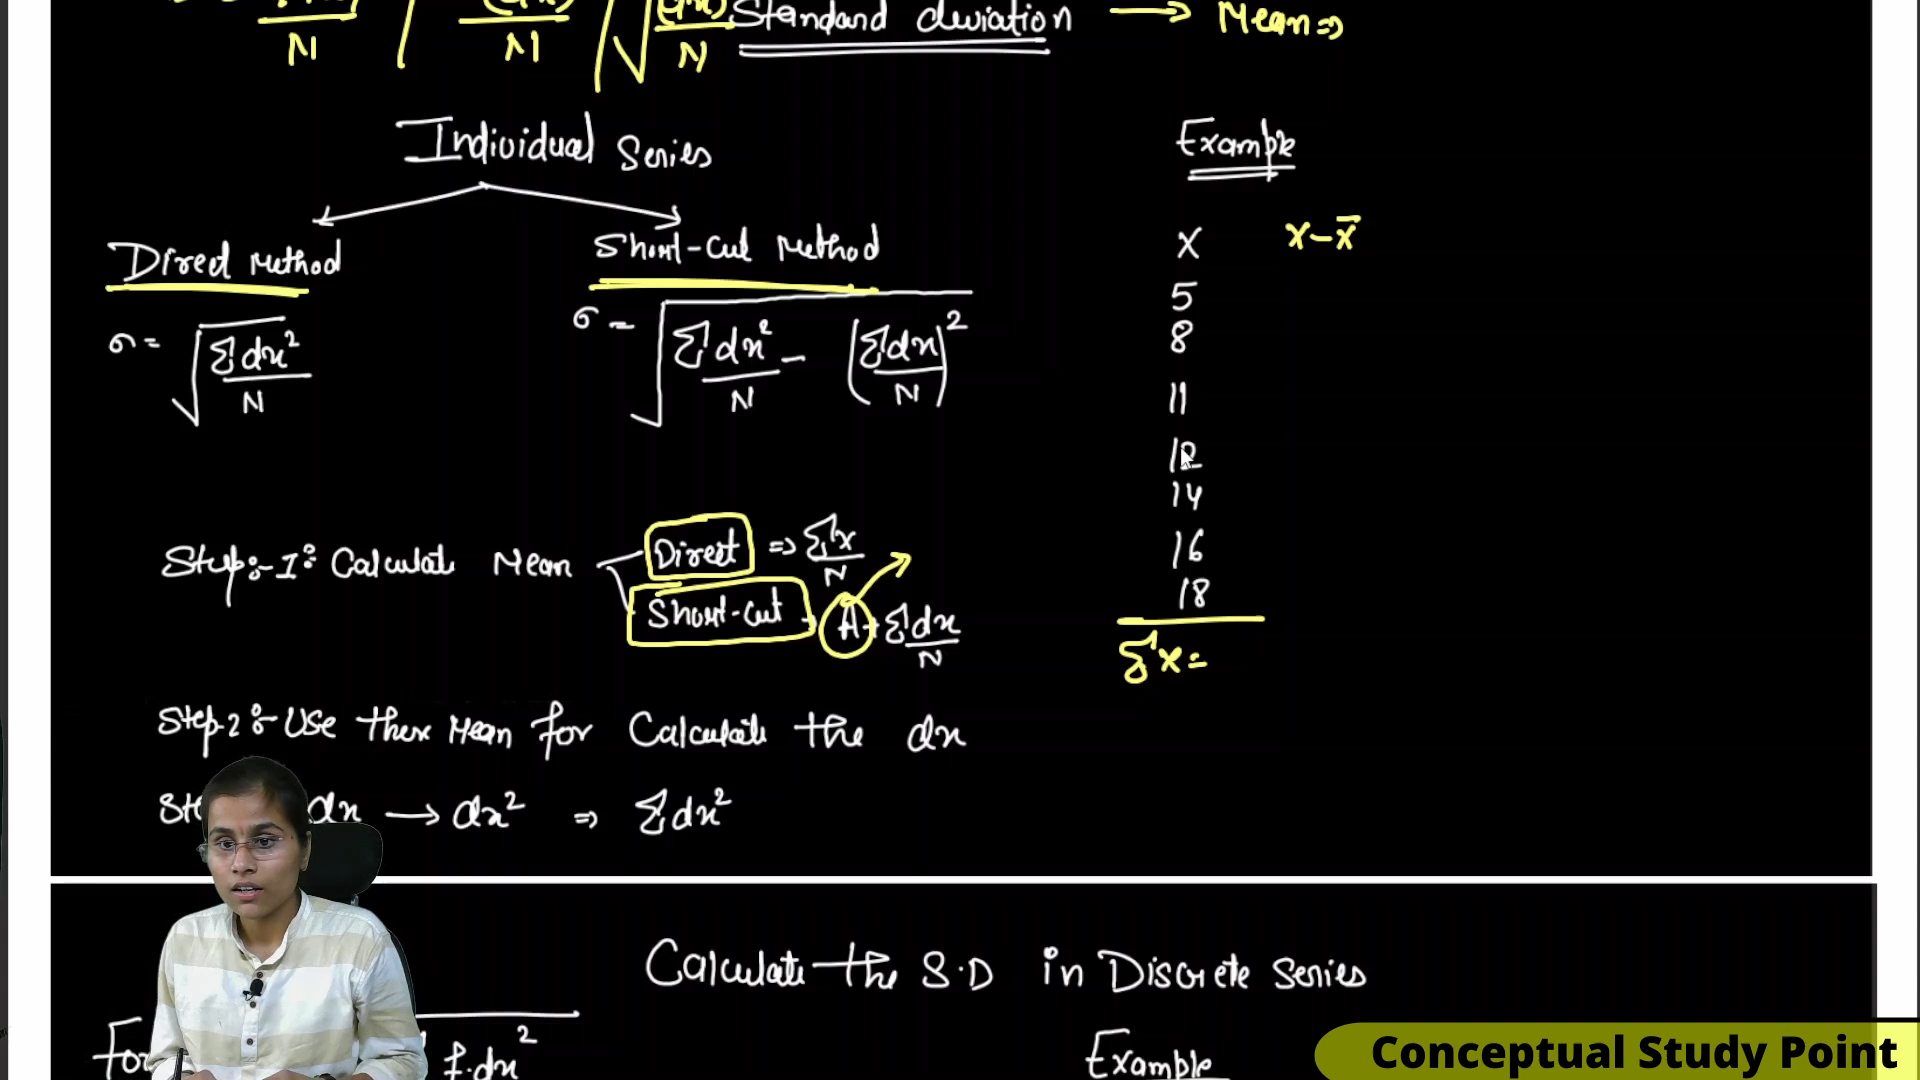 N N N Standard deviation → Mean ⇒
Individual Series
Direct Method
σ = √Σdx²/N
Short-Cut Method
σ = √Σdx²/N - (Σdx/N)²
Step:-I: Calculate Mean
Direct ⇒ Σx/N
Short-cut A + Σdx/N
Step-2:- Use Mean for Calculate the dx
dx → dx² ⇒ Σdx²
Example
X X-X̄
5
8
11
12
14
16
18
Σx=
Calculate the S.D in Discrete Series
f.dx²
Example
Conceptual Study Point